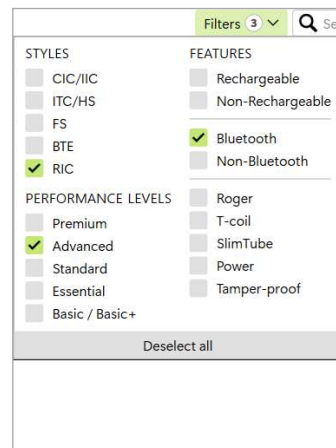 Filters 3
Se
STYLES
CIC/IIC
ITC/HS
FS
BTE
RIC
PERFORMANCE LEVELS
Premium
Advanced
Standard
Essential
Basic / Basic+
FEATURES
Rechargeable
Non-Rechargeable
Bluetooth
Non-Bluetooth
Roger
T-coil
SlimTube
Power
Tamper-proof
Deselect all